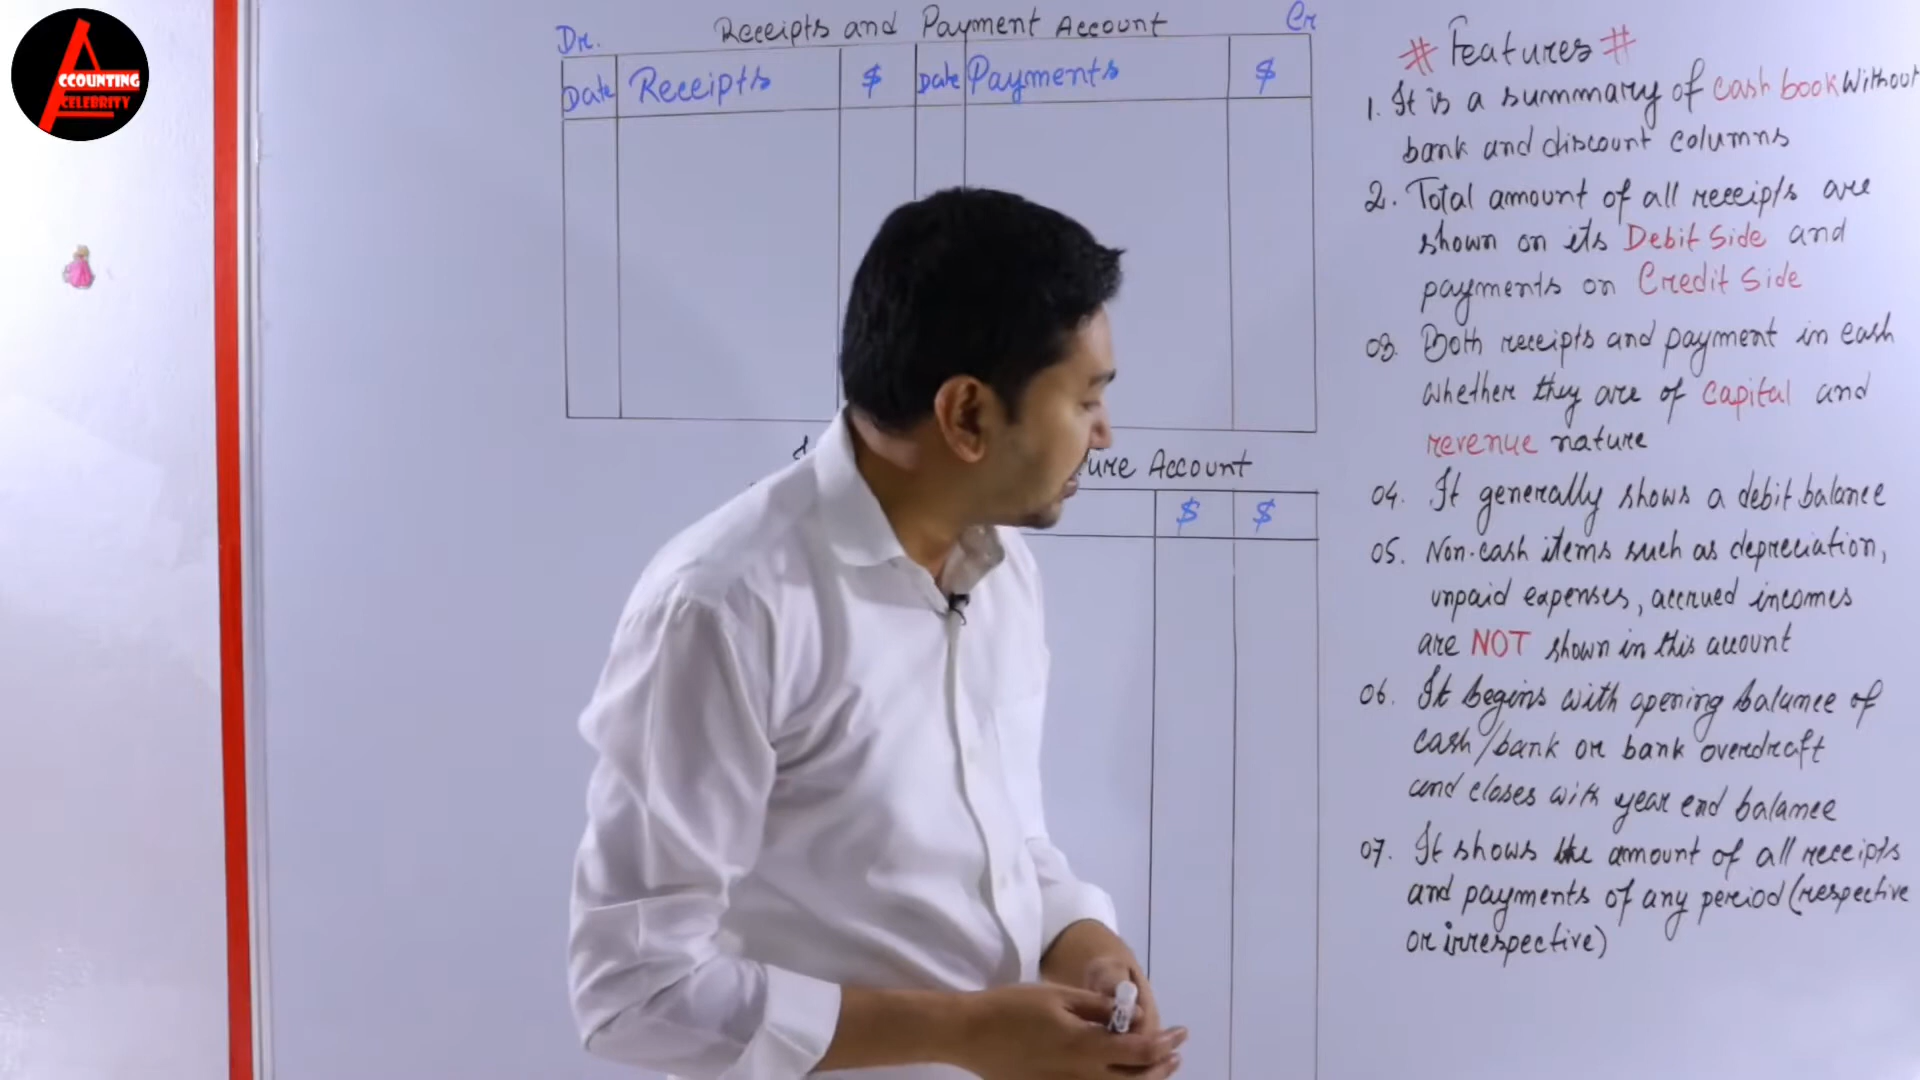 ACCOUNTING
CELEBRITY
Receipts and Payment Account
Dr.
Cr
Date Receipts $ Date Payments $
ure Account
$ $
# Features #
1. It is a summary of cash book without
bank and discount columns
2. Total amount of all receipts are
shown on its Debit Side and
payments on Credit Side
03. Both receipts and payment in cash
whether they are of capital and
revenue nature
04. It generally shows a debit balance
05. Non-cash items such as depreciation,
unpaid expenses, accrued incomes
are NOT shown in this account
06. It begins with opening balance of
cash/bank or bank overdraft
and closes with year end balance
07. It shows the amount of all receipts
and payments of any period (respective
or irrespective)